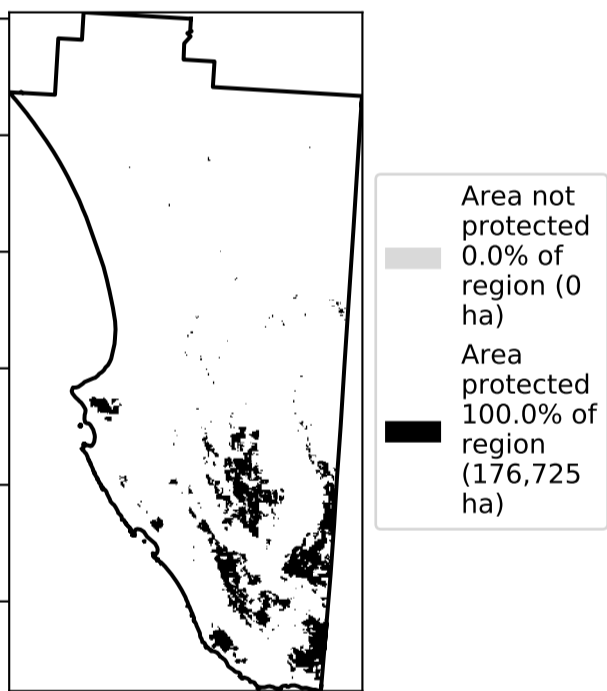 Area not
protected
0.0% of
region (0
ha)
Area
protected
100.0% of
region
(176,725
ha)